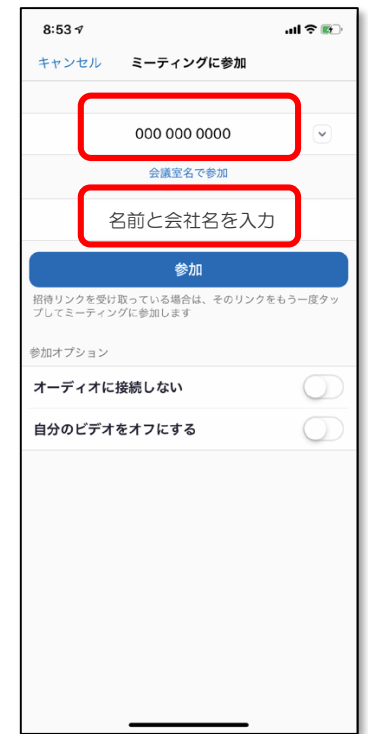 8:53
キャンセル ミーティングに参加
000 000 0000
会議室名で参加
名前と会社名を入力
参加
招待リンクを受け取っている場合は、そのリンクをもう一度タッ
プしてミーティングに参加します
参加オプション
オーディオに接続しない
自分のビデオをオフにする